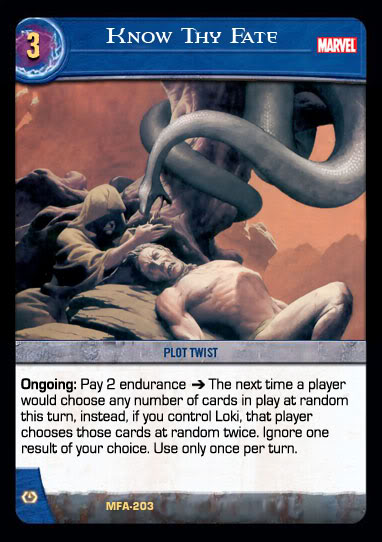 3
Know Thy Fate
MARVEL
PLOT TWIST
Ongoing: Pay 2 endurance ➔ The next time a player
would choose any number of cards in play at random
this turn, instead, if you control Loki, that player
chooses those cards at random twice. Ignore one
result of your choice. Use only once per turn.
MFA-203